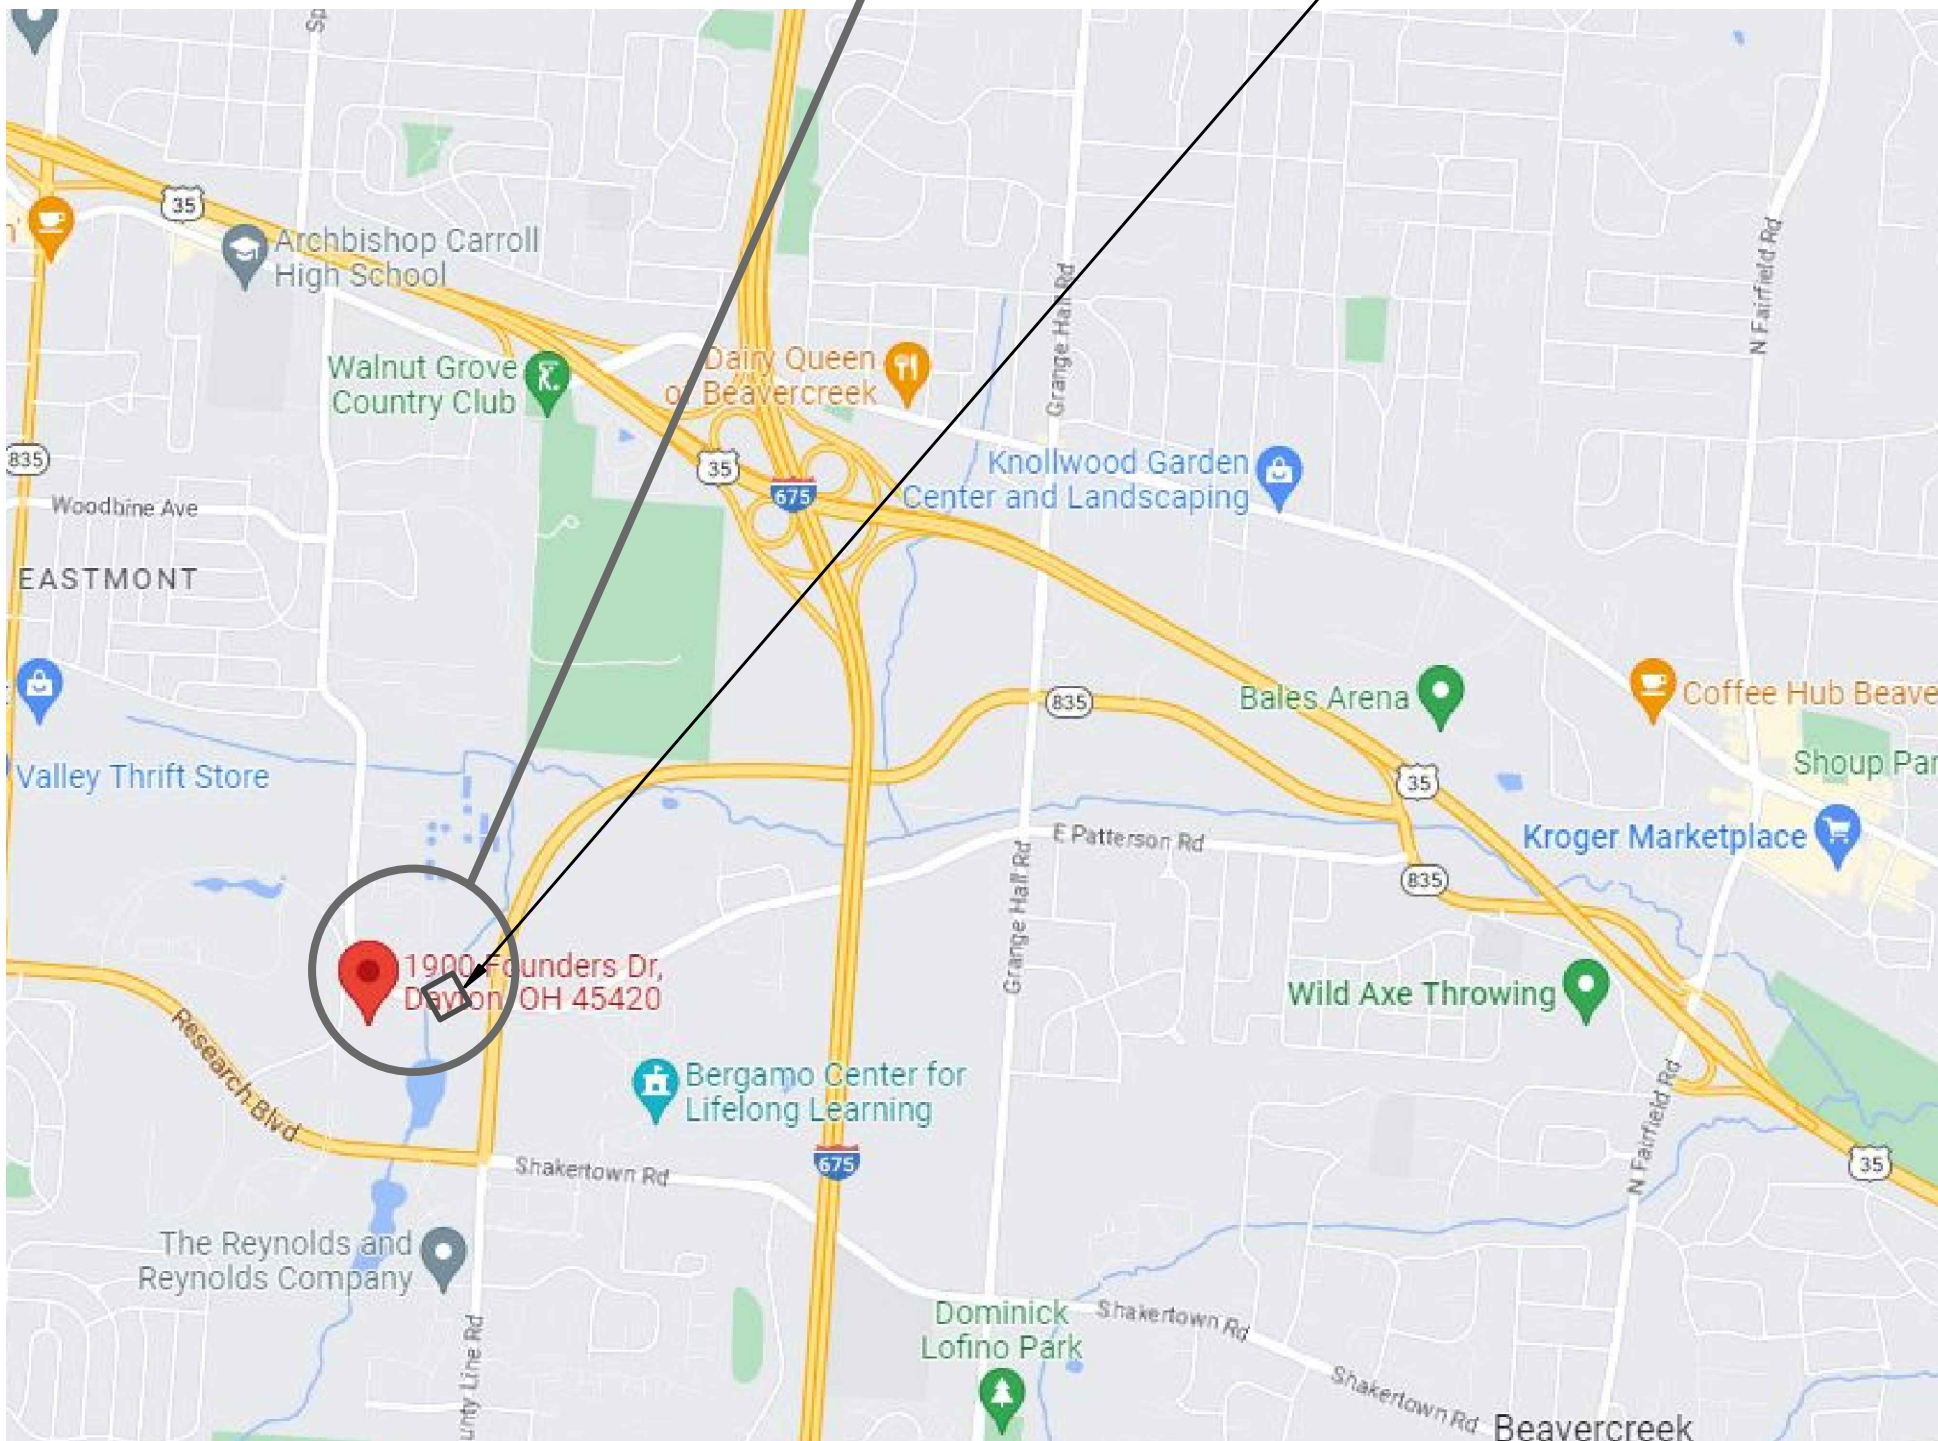 Sp
35
Archbishop Carroll
High School
N Fairfield Rd
Grange Hall Rd
Walnut Grove
Country Club
Dairy Queen
of Beavercreek
835
35
675
Knollwood Garden
Center and Landscaping
Woodbine Ave
EASTMONT
835
Bales Arena
Coffee Hub Beave
35
Shoup Par
Valley Thrift Store
E Patterson Rd
Kroger Marketplace
835
Grange Hall Rd
1900 Founders Dr,
Dayton, OH 45420
Wild Axe Throwing
Research Blvd
Bergamo Center for
Lifelong Learning
N Fairfield Rd
675
35
Shakertown Rd
The Reynolds and
Reynolds Company
unty Line Rd
Dominick
Lofino Park
Shakertown Rd
Shakertown Rd
Beavercreek